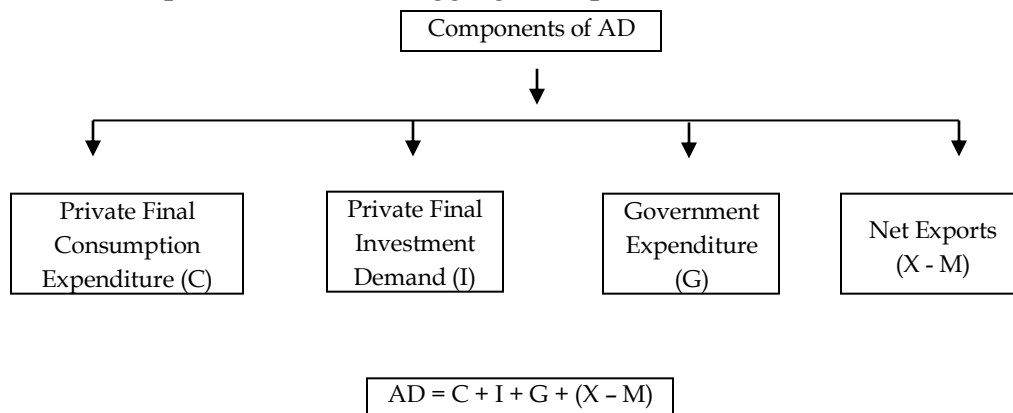 Components of AD
Private Final
Consumption
Expenditure (C)
Private Final
Investment
Demand (I)
Government
Expenditure
(G)
Net Exports
(X - M)
AD = C + I + G + (X – M)